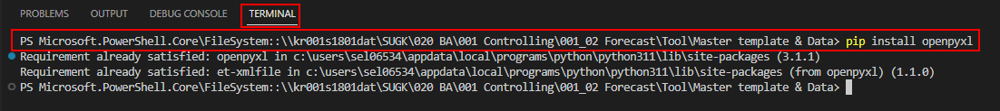 PROBLEMS OUTPUT DEBUG CONSOLE TERMINAL
PS Microsoft.PowerShell.Core\FileSystem::\\kr001s1801dat\SUGK\020 BA\001 Controlling\001_02 Forecast\Tool\Master template & Data> pip install openpyxl
Requirement already satisfied: openpyxl in c:\users\sel06534\appdata\local\programs\python\python311\lib\site-packages (3.1.1)
Requirement already satisfied: et-xmlfile in c:\users\sel06534\appdata\local\programs\python\python311\lib\site-packages (from openpyxl) (1.1.0)
PS Microsoft.PowerShell.Core\FileSystem::\\kr001s1801dat\SUGK\020 BA\001 Controlling\001_02 Forecast\Tool\Master template & Data>